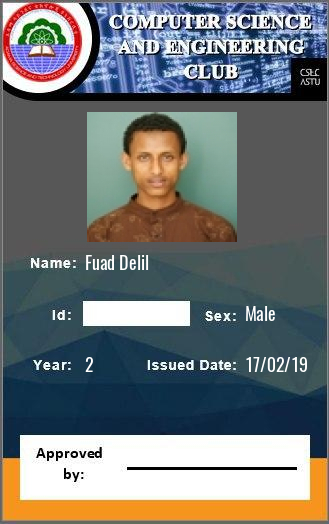 COMPUTER SCIENCE
AND ENGINEERING
CLUB
CSEC
ASTU
Name: Fuad Delil
Id:
Sex: Male
Year: 2
Issued Date: 17/02/19
Approved
by: